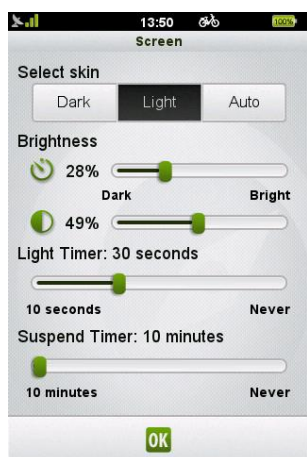 13:50 100%
Screen
Select skin
Dark Light Auto
Brightness
28%
Dark Bright
49%
Light Timer: 30 seconds
10 seconds Never
Suspend Timer: 10 minutes
10 minutes Never
OK